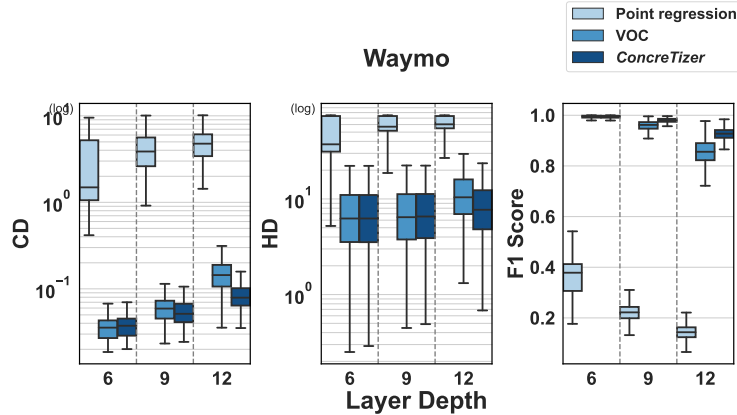 Point regression
VOC
ConcreTizer
Waymo
(log)
10¹
10⁰
10⁻¹
CD
6
9
12
(log)
10¹
10⁰
HD
6
9
12
Layer Depth
1.0
0.8
0.6
0.4
0.2
F1 Score
6
9
12